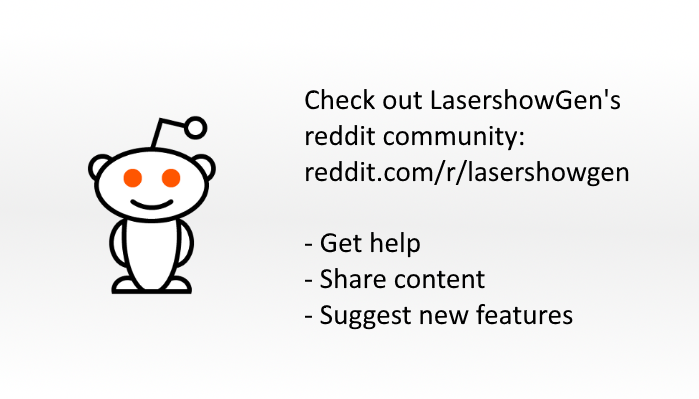 Check out LasershowGen's
reddit community:
reddit.com/r/lasershowgen
- Get help
- Share content
- Suggest new features